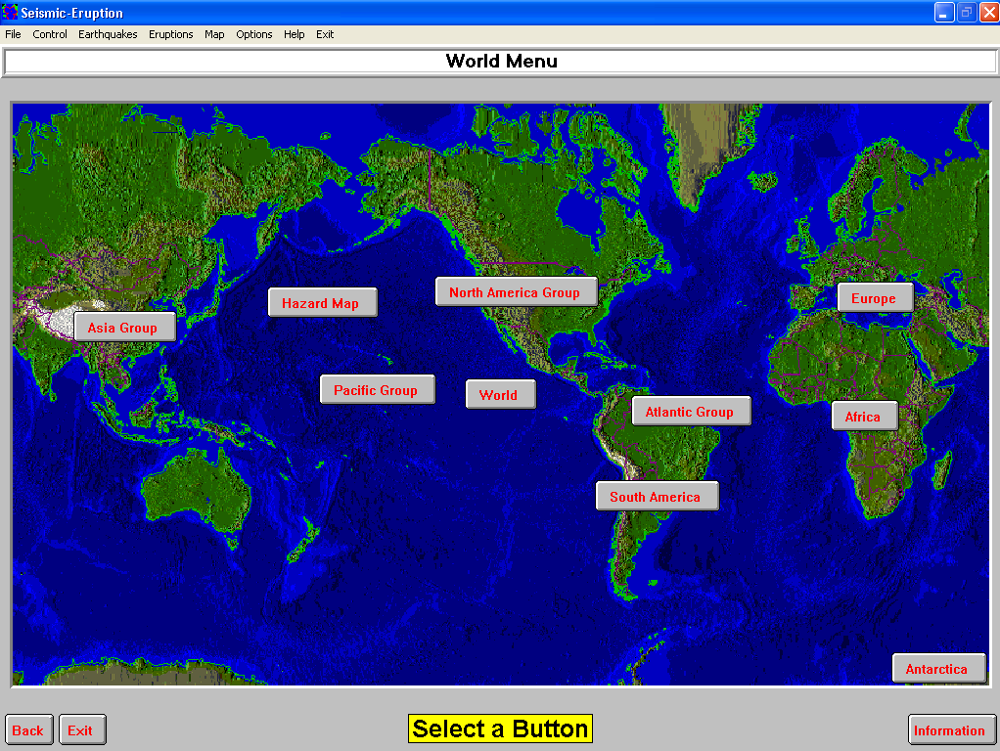 Seismic-Eruption
File Control Earthquakes Eruptions Map Options Help Exit
World Menu
North America Group
Hazard Map
Europe
Asia Group
Pacific Group
World
Atlantic Group
Africa
South America
Antarctica
Back Exit Select a Button Information